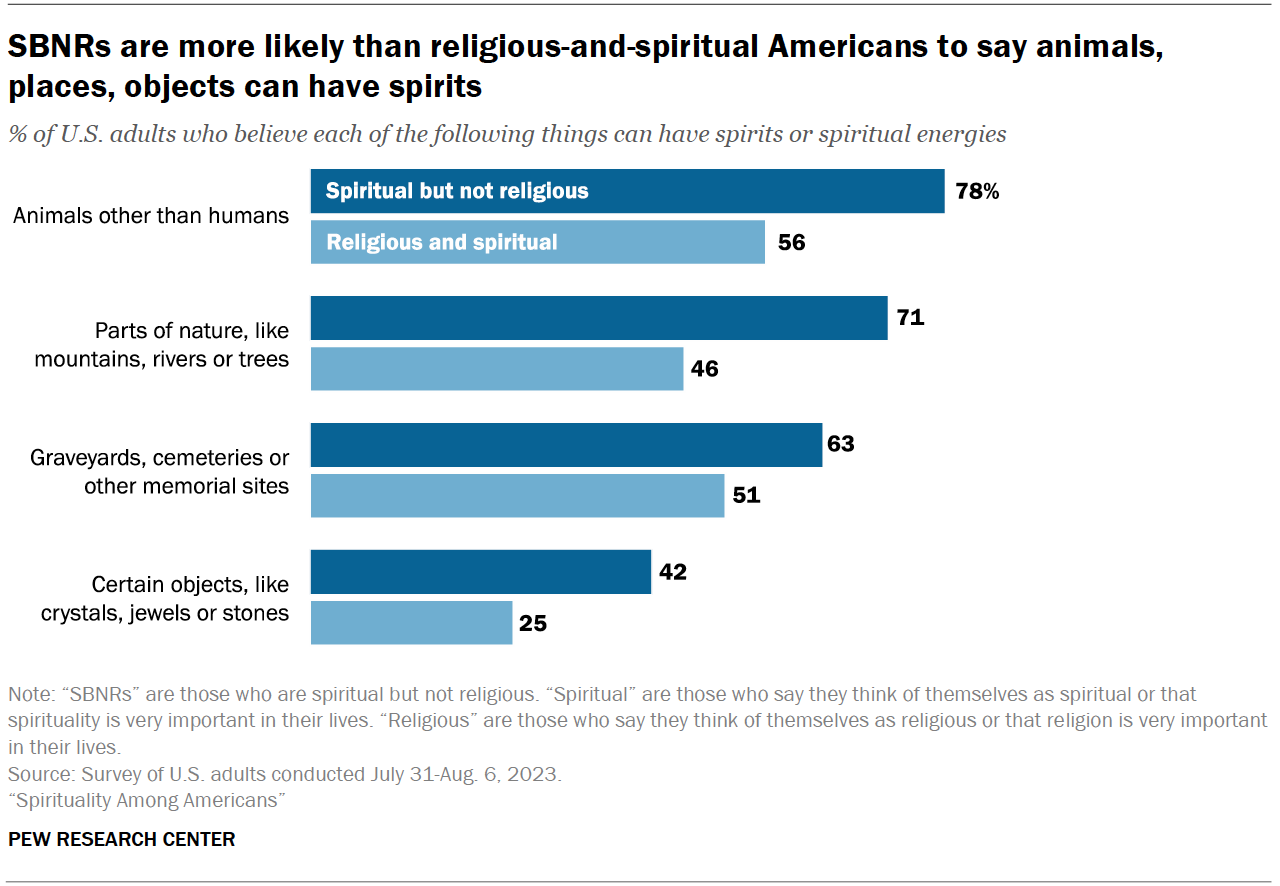 SBNRs are more likely than religious-and-spiritual Americans to say animals,
places, objects can have spirits
% of U.S. adults who believe each of the following things can have spirits or spiritual energies
Animals other than humans
Spiritual but not religious
78%
Religious and spiritual
56
Parts of nature, like
mountains, rivers or trees
71
46
Graveyards, cemeteries or
other memorial sites
63
51
Certain objects, like
crystals, jewels or stones
42
25
Note: “SBNRs” are those who are spiritual but not religious. “Spiritual” are those who say they think of themselves as spiritual or that
spirituality is very important in their lives. “Religious” are those who say they think of themselves as religious or that religion is very important
in their lives.
Source: Survey of U.S. adults conducted July 31-Aug. 6, 2023.
“Spirituality Among Americans”
PEW RESEARCH CENTER